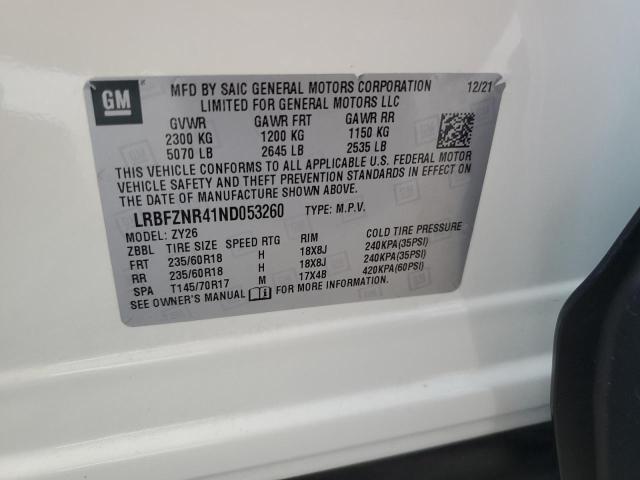 GM
MFD BY SAIC GENERAL MOTORS CORPORATION 12/21
LIMITED FOR GENERAL MOTORS LLC
GVWR GAWR FRT GAWR RR
2300 KG 1200 KG 1150 KG
5070 LB 2645 LB 2535 LB
THIS VEHICLE CONFORMS TO ALL APPLICABLE U.S. FEDERAL MOTOR
VEHICLE SAFETY AND THEFT PREVENTION STANDARDS IN EFFECT ON
THE DATE OF MANUFACTURE SHOWN ABOVE.
LRBFZNR41ND053260 TYPE: M.P.V.
MODEL: ZY26
ZBBL TIRE SIZE SPEED RTG RIM COLD TIRE PRESSURE
FRT 235/60R18 H 18X8J 240KPA(35PSI)
RR 235/60R18 H 18X8J 240KPA(35PSI)
SPA T145/70R17 M 17X4B 420KPA(60PSI)
SEE OWNER'S MANUAL FOR MORE INFORMATION